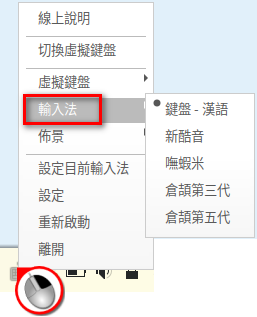 線上說明
切換虛擬鍵盤
虛擬鍵盤
輸入法
佈景
設定目前輸入法
設定
重新啟動
離開
鍵盤 - 漢語
新酷音
嘸蝦米
倉頡第三代
倉頡第五代